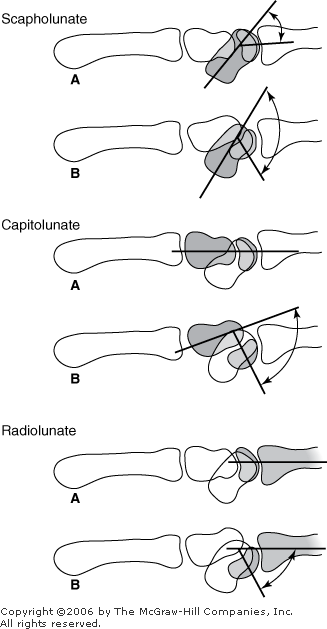 Scapholunate
A
B
Capitolunate
A
B
Radiolunate
A
B
Copyright ©2006 by The McGraw-Hill Companies, Inc.
All rights reserved.